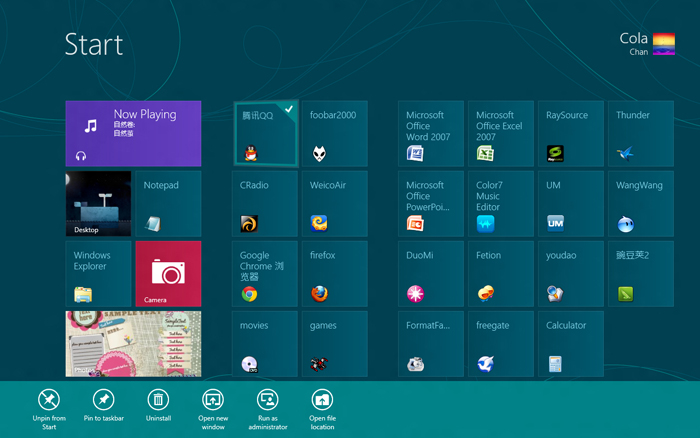 Start
Cola
Chan
Now Playing
自然卷:
自然茧
Desktop
Notepad
Windows
Explorer
Camera
Photos
腾讯QQ
foobar2000
CRadio
WeicoAir
Google
Chrome 浏
览器
firefox
movies
games
Microsoft
Office
Word 2007
Microsoft
Office Excel
2007
RaySource
Thunder
Microsoft
Office
PowerPoi...
Color7
Music
Editor
UM
UM
WangWang
DuoMi
Fetion
youdao
豌豆荚2
FormatFa...
freegate
Calculator
Unpin from
Start
Pin to taskbar
Uninstall
Open new
window
Run as
administrator
Open file
location